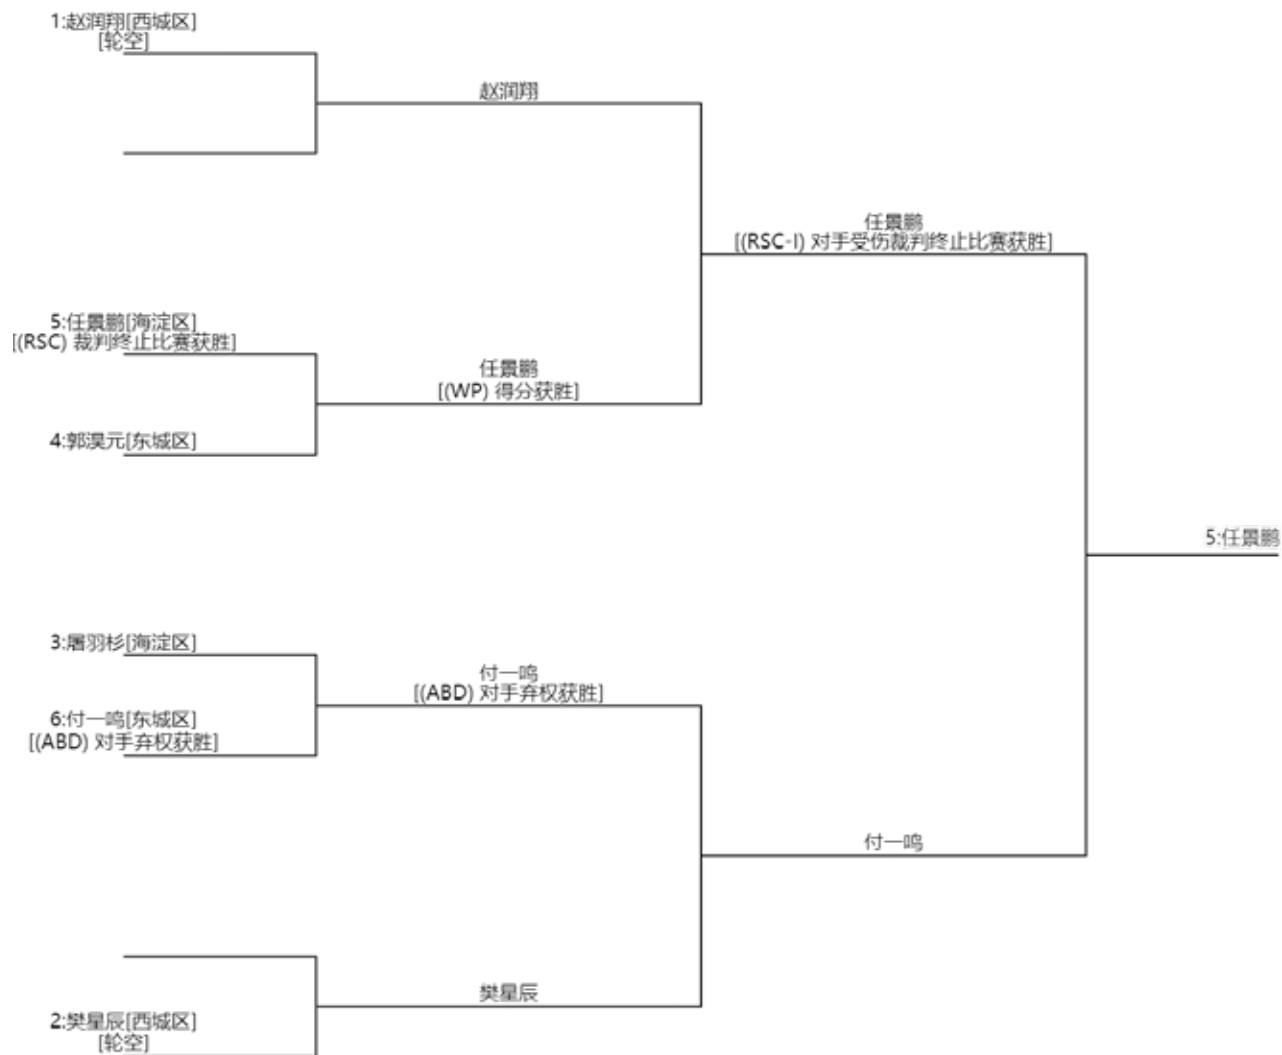 1:赵润翔[西城区]
[轮空]
赵润翔
任景鹏
[(RSC-I) 对手受伤裁判终止比赛获胜]
5:任景鹏[海淀区]
[(RSC) 裁判终止比赛获胜]
任景鹏
[(WP) 得分获胜]
4:郭淏元[东城区]
5:任景鹏
3:屠羽杉[海淀区]
付一鸣
[(ABD) 对手弃权获胜]
6:付一鸣[东城区]
[(ABD) 对手弃权获胜]
付一鸣
樊星辰
2:樊星辰[西城区]
[轮空]